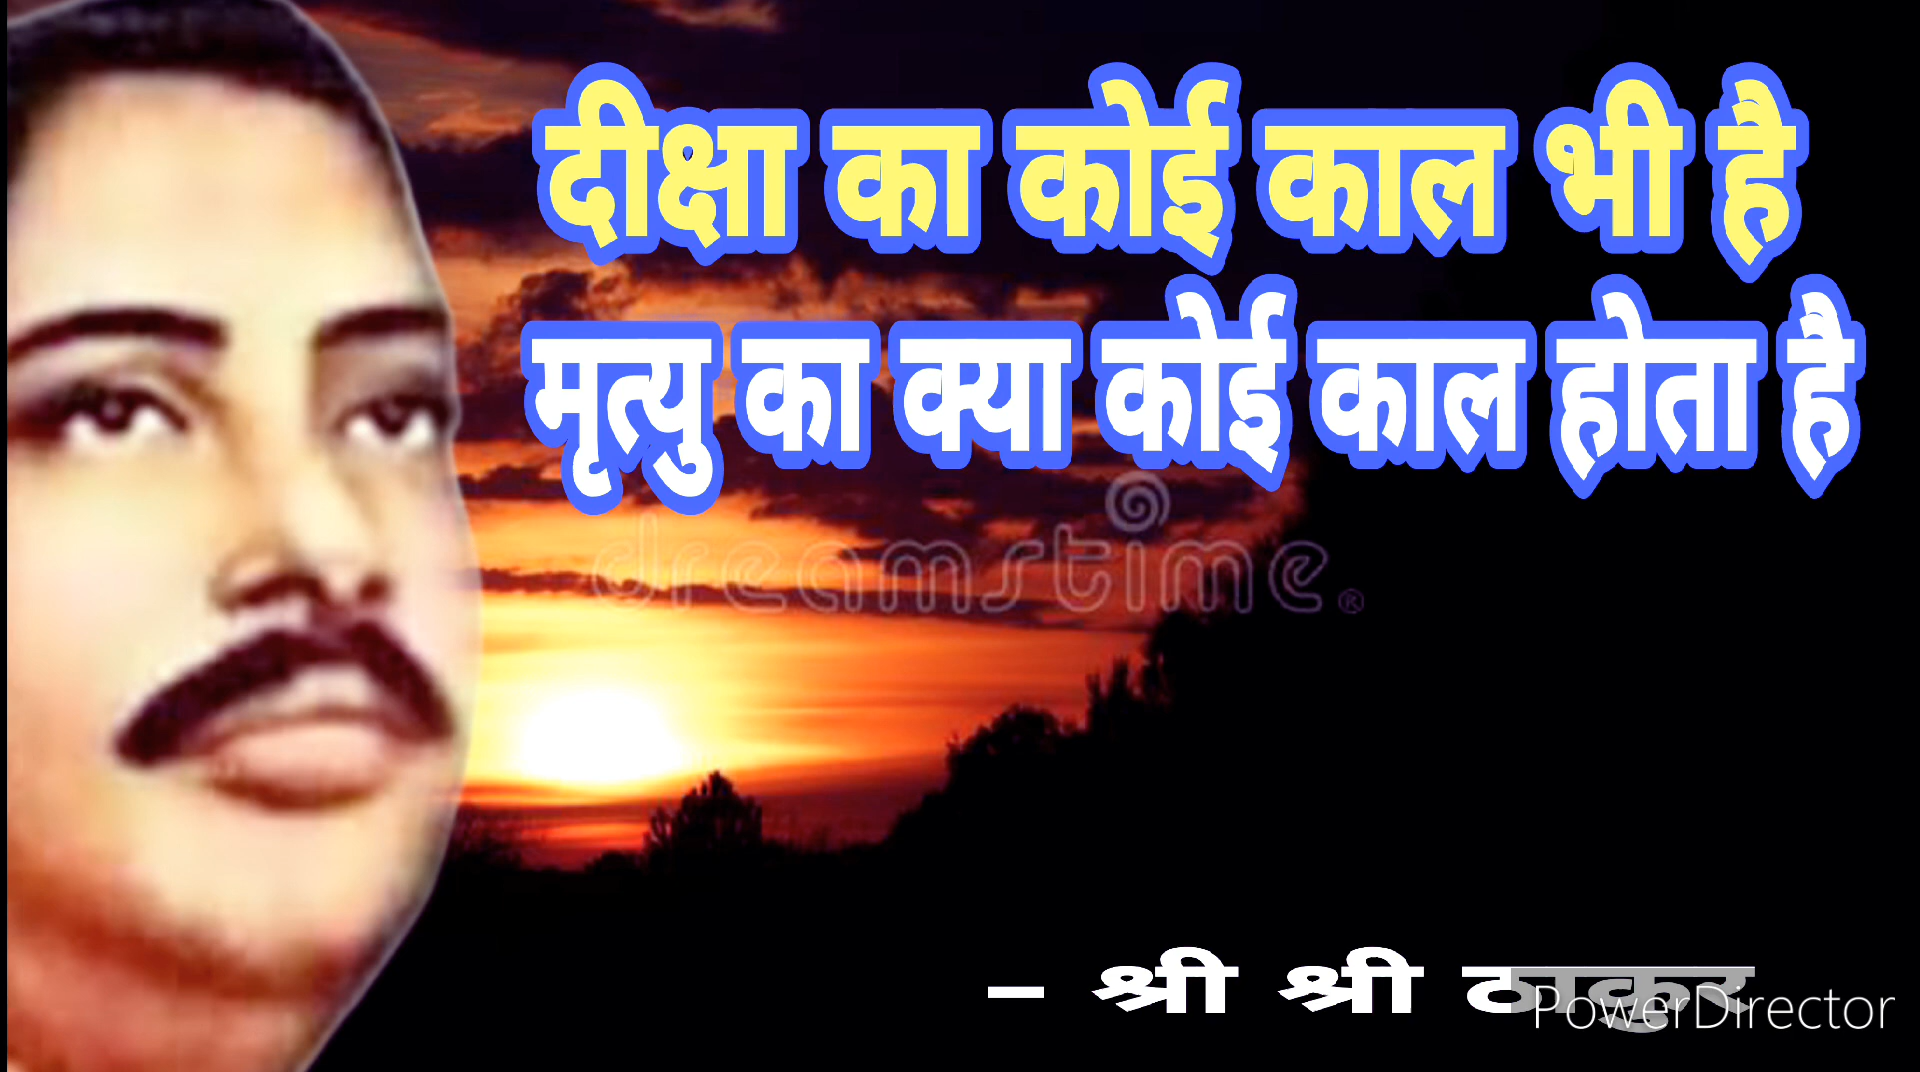 दीक्षा का कोई काल भी है
मृत्यु का क्या कोई काल होता है
dreamstime®
– श्री श्री ठाकुर
PowerDirector